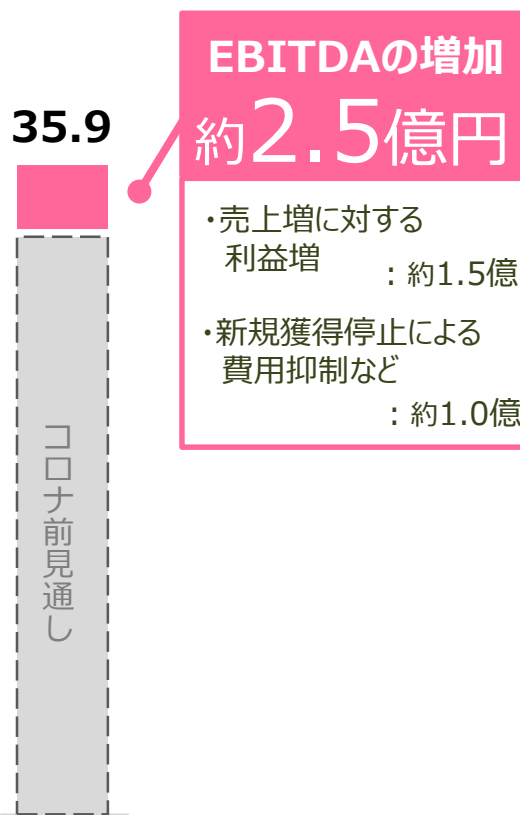 35.9
EBITDAの増加
約2.5億円
・売上増に対する
利益増
：約1.5億
・新規獲得停止による
費用抑制など
：約1.0億
コロナ前見通し